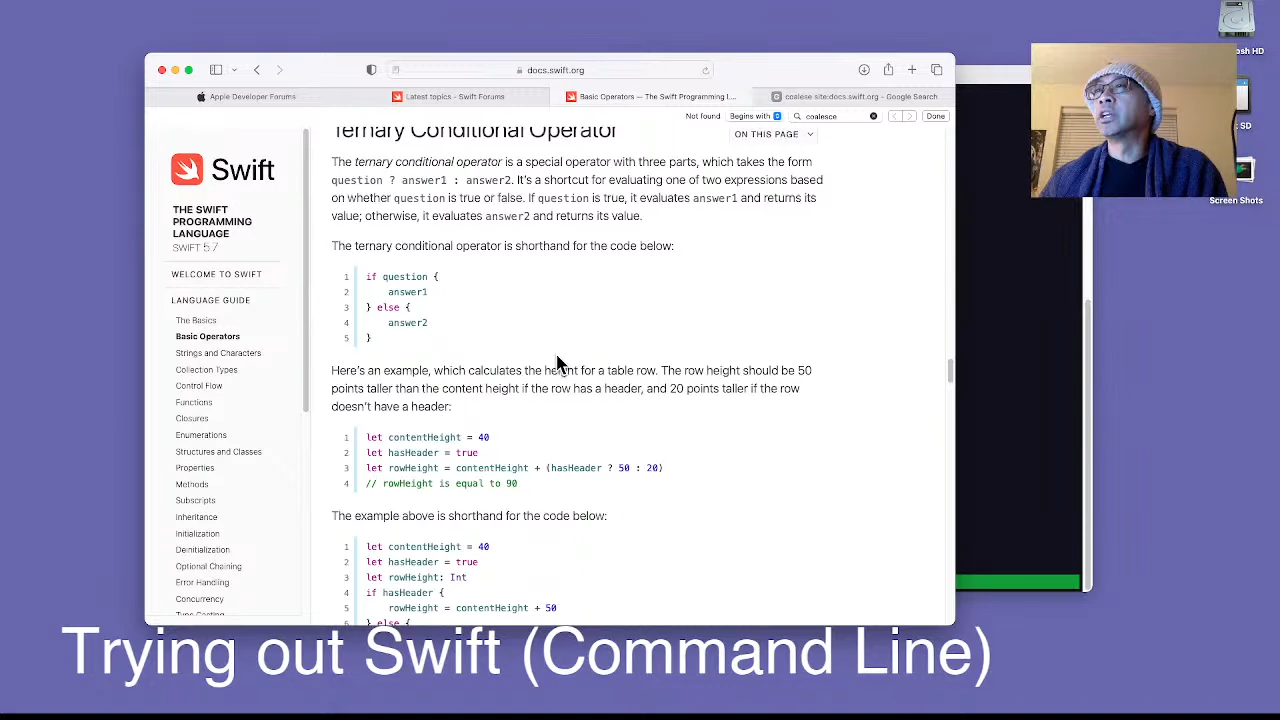 ash HD
docs.swift.org
Apple Developer Forums
Latest topics - Swift Forums
Basic Operators — The Swift Programming L...
coalese site:docs.swift.org - Google Search
Not found
Begins with
coalesce
Done
SD
Screen Shots
Ternary Conditional Operator
ON THIS PAGE
Swift
THE SWIFT
PROGRAMMING
LANGUAGE
SWIFT 5.7
WELCOME TO SWIFT
LANGUAGE GUIDE
The Basics
Basic Operators
Strings and Characters
Collection Types
Control Flow
Functions
Closures
Enumerations
Structures and Classes
Properties
Methods
Subscripts
Inheritance
Initialization
Deinitialization
Optional Chaining
Error Handling
Concurrency
Type Casting
The ternary conditional operator is a special operator with three parts, which takes the form
question ? answer1 : answer2. It's a shortcut for evaluating one of two expressions based
on whether question is true or false. If question is true, it evaluates answer1 and returns its
value; otherwise, it evaluates answer2 and returns its value.
The ternary conditional operator is shorthand for the code below:
1 if question {
2 answer1
3 } else {
4 answer2
5 }
Here's an example, which calculates the height for a table row. The row height should be 50
points taller than the content height if the row has a header, and 20 points taller if the row
doesn't have a header:
1 let contentHeight = 40
2 let hasHeader = true
3 let rowHeight = contentHeight + (hasHeader ? 50 : 20)
4 // rowHeight is equal to 90
The example above is shorthand for the code below:
1 let contentHeight = 40
2 let hasHeader = true
3 let rowHeight: Int
4 if hasHeader {
5 rowHeight = contentHeight + 50
6 } else {
Trying out Swift (Command Line)